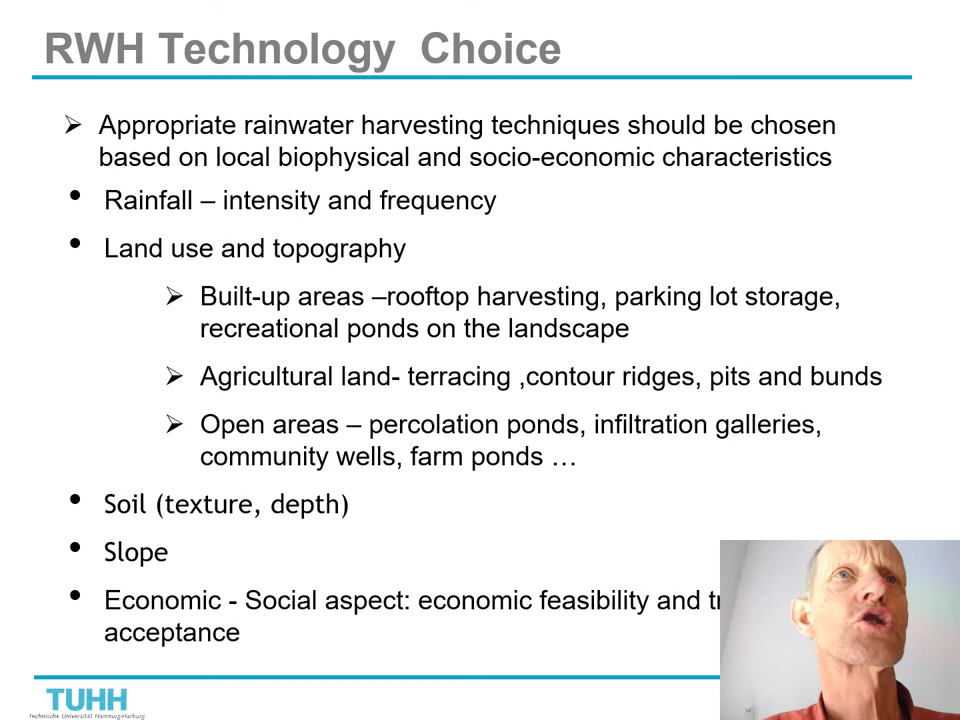 RWH Technology Choice
➢ Appropriate rainwater harvesting techniques should be chosen
based on local biophysical and socio-economic characteristics
• Rainfall – intensity and frequency
• Land use and topography
➢ Built-up areas –rooftop harvesting, parking lot storage,
recreational ponds on the landscape
➢ Agricultural land- terracing ,contour ridges, pits and bunds
➢ Open areas – percolation ponds, infiltration galleries,
community wells, farm ponds …
• Soil (texture, depth)
• Slope
• Economic - Social aspect: economic feasibility and
acceptance
TUHH
Technische Universität Hamburg-Harburg